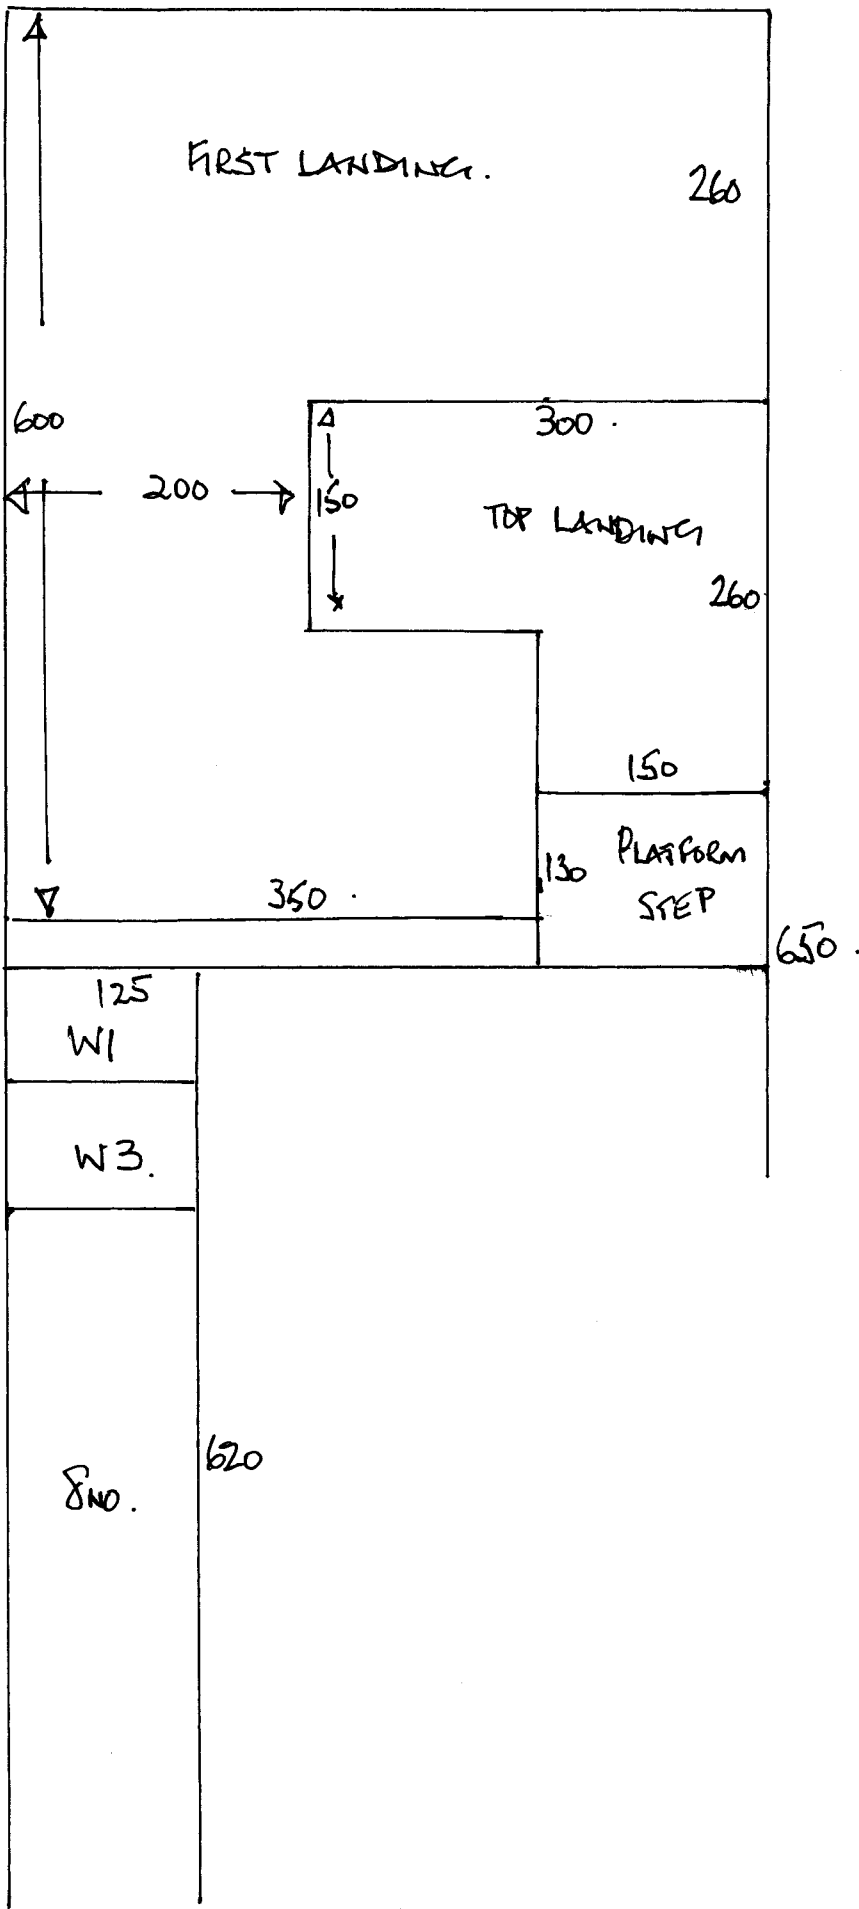 FIRST LANDING.
260
600
300.
200
150
TOP LANDING
260
150
PLATFORM
STEP
130
350.
650.
125
W1
W3.
620
8NO.